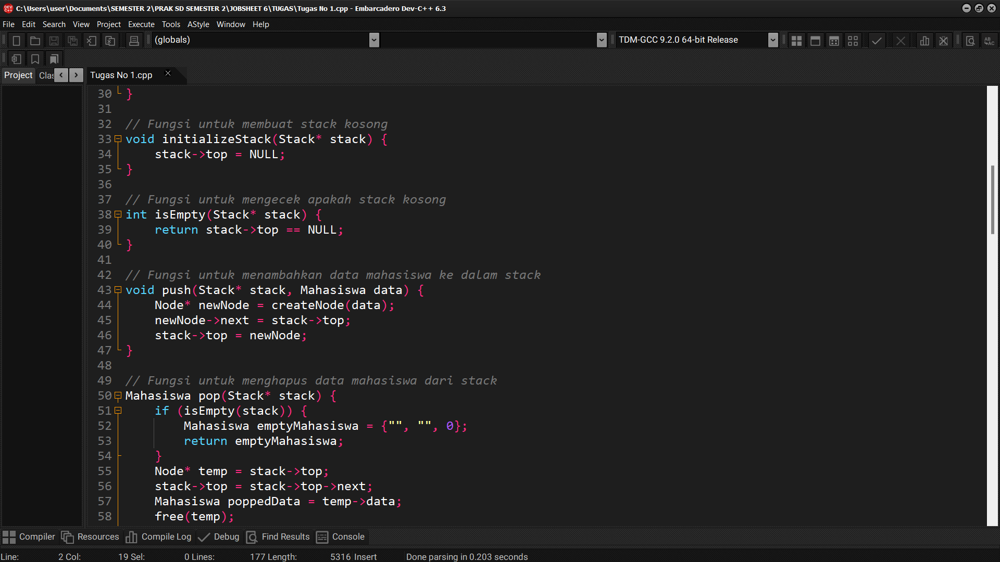 C:\Users\user\Documents\SEMESTER 2\PRAK SD SEMESTER 2\JOBSHEET 6\TUGAS\Tugas No 1.cpp - Embarcadero Dev-C++ 6.3
File Edit Search View Project Execute Tools AStyle Window Help
(globals) TDM-GCC 9.2.0 64-bit Release
Project Clas Tugas No 1.cpp
30 }
31
32 // Fungsi untuk membuat stack kosong
33 void initializeStack(Stack* stack) {
34     stack->top = NULL;
35 }
36
37 // Fungsi untuk mengecek apakah stack kosong
38 int isEmpty(Stack* stack) {
39     return stack->top == NULL;
40 }
41
42 // Fungsi untuk menambahkan data mahasiswa ke dalam stack
43 void push(Stack* stack, Mahasiswa data) {
44     Node* newNode = createNode(data);
45     newNode->next = stack->top;
46     stack->top = newNode;
47 }
48
49 // Fungsi untuk menghapus data mahasiswa dari stack
50 Mahasiswa pop(Stack* stack) {
51     if (isEmpty(stack)) {
52         Mahasiswa emptyMahasiswa = {"", "", 0};
53         return emptyMahasiswa;
54     }
55     Node* temp = stack->top;
56     stack->top = stack->top->next;
57     Mahasiswa poppedData = temp->data;
58     free(temp);
Compiler Resources Compile Log Debug Find Results Console
Line: 2 Col: 19 Sel: 0 Lines: 177 Length: 5316 Insert Done parsing in 0.203 seconds